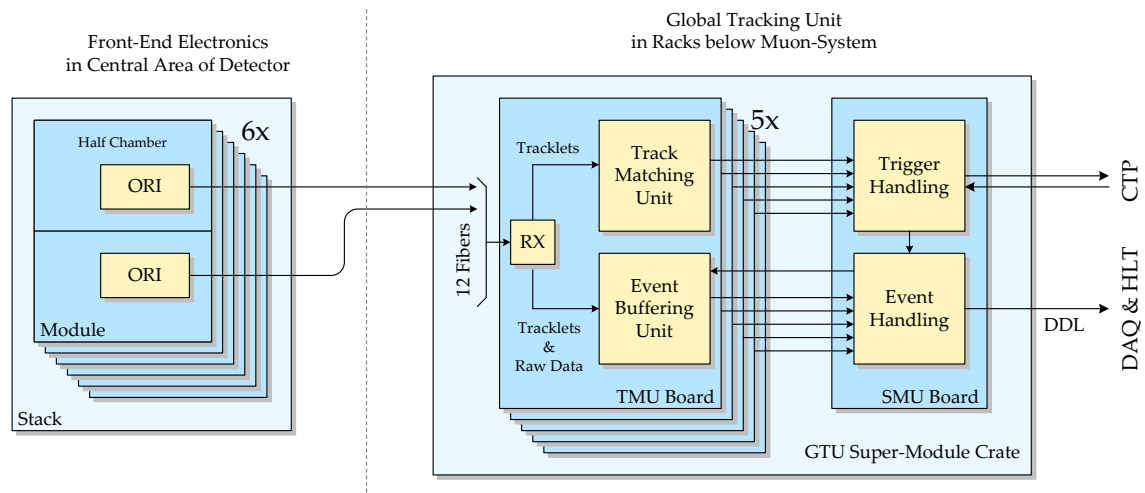 Front-End Electronics
in Central Area of Detector
Global Tracking Unit
in Racks below Muon-System
6x
Half Chamber
ORI
ORI
Module
Stack
12 Fibers
5x
Tracklets
RX
Tracklets
&
Raw Data
Track
Matching
Unit
Event
Buffering
Unit
TMU Board
Trigger
Handling
Event
Handling
SMU Board
GTU Super-Module Crate
CTP
DDL
DAQ & HLT